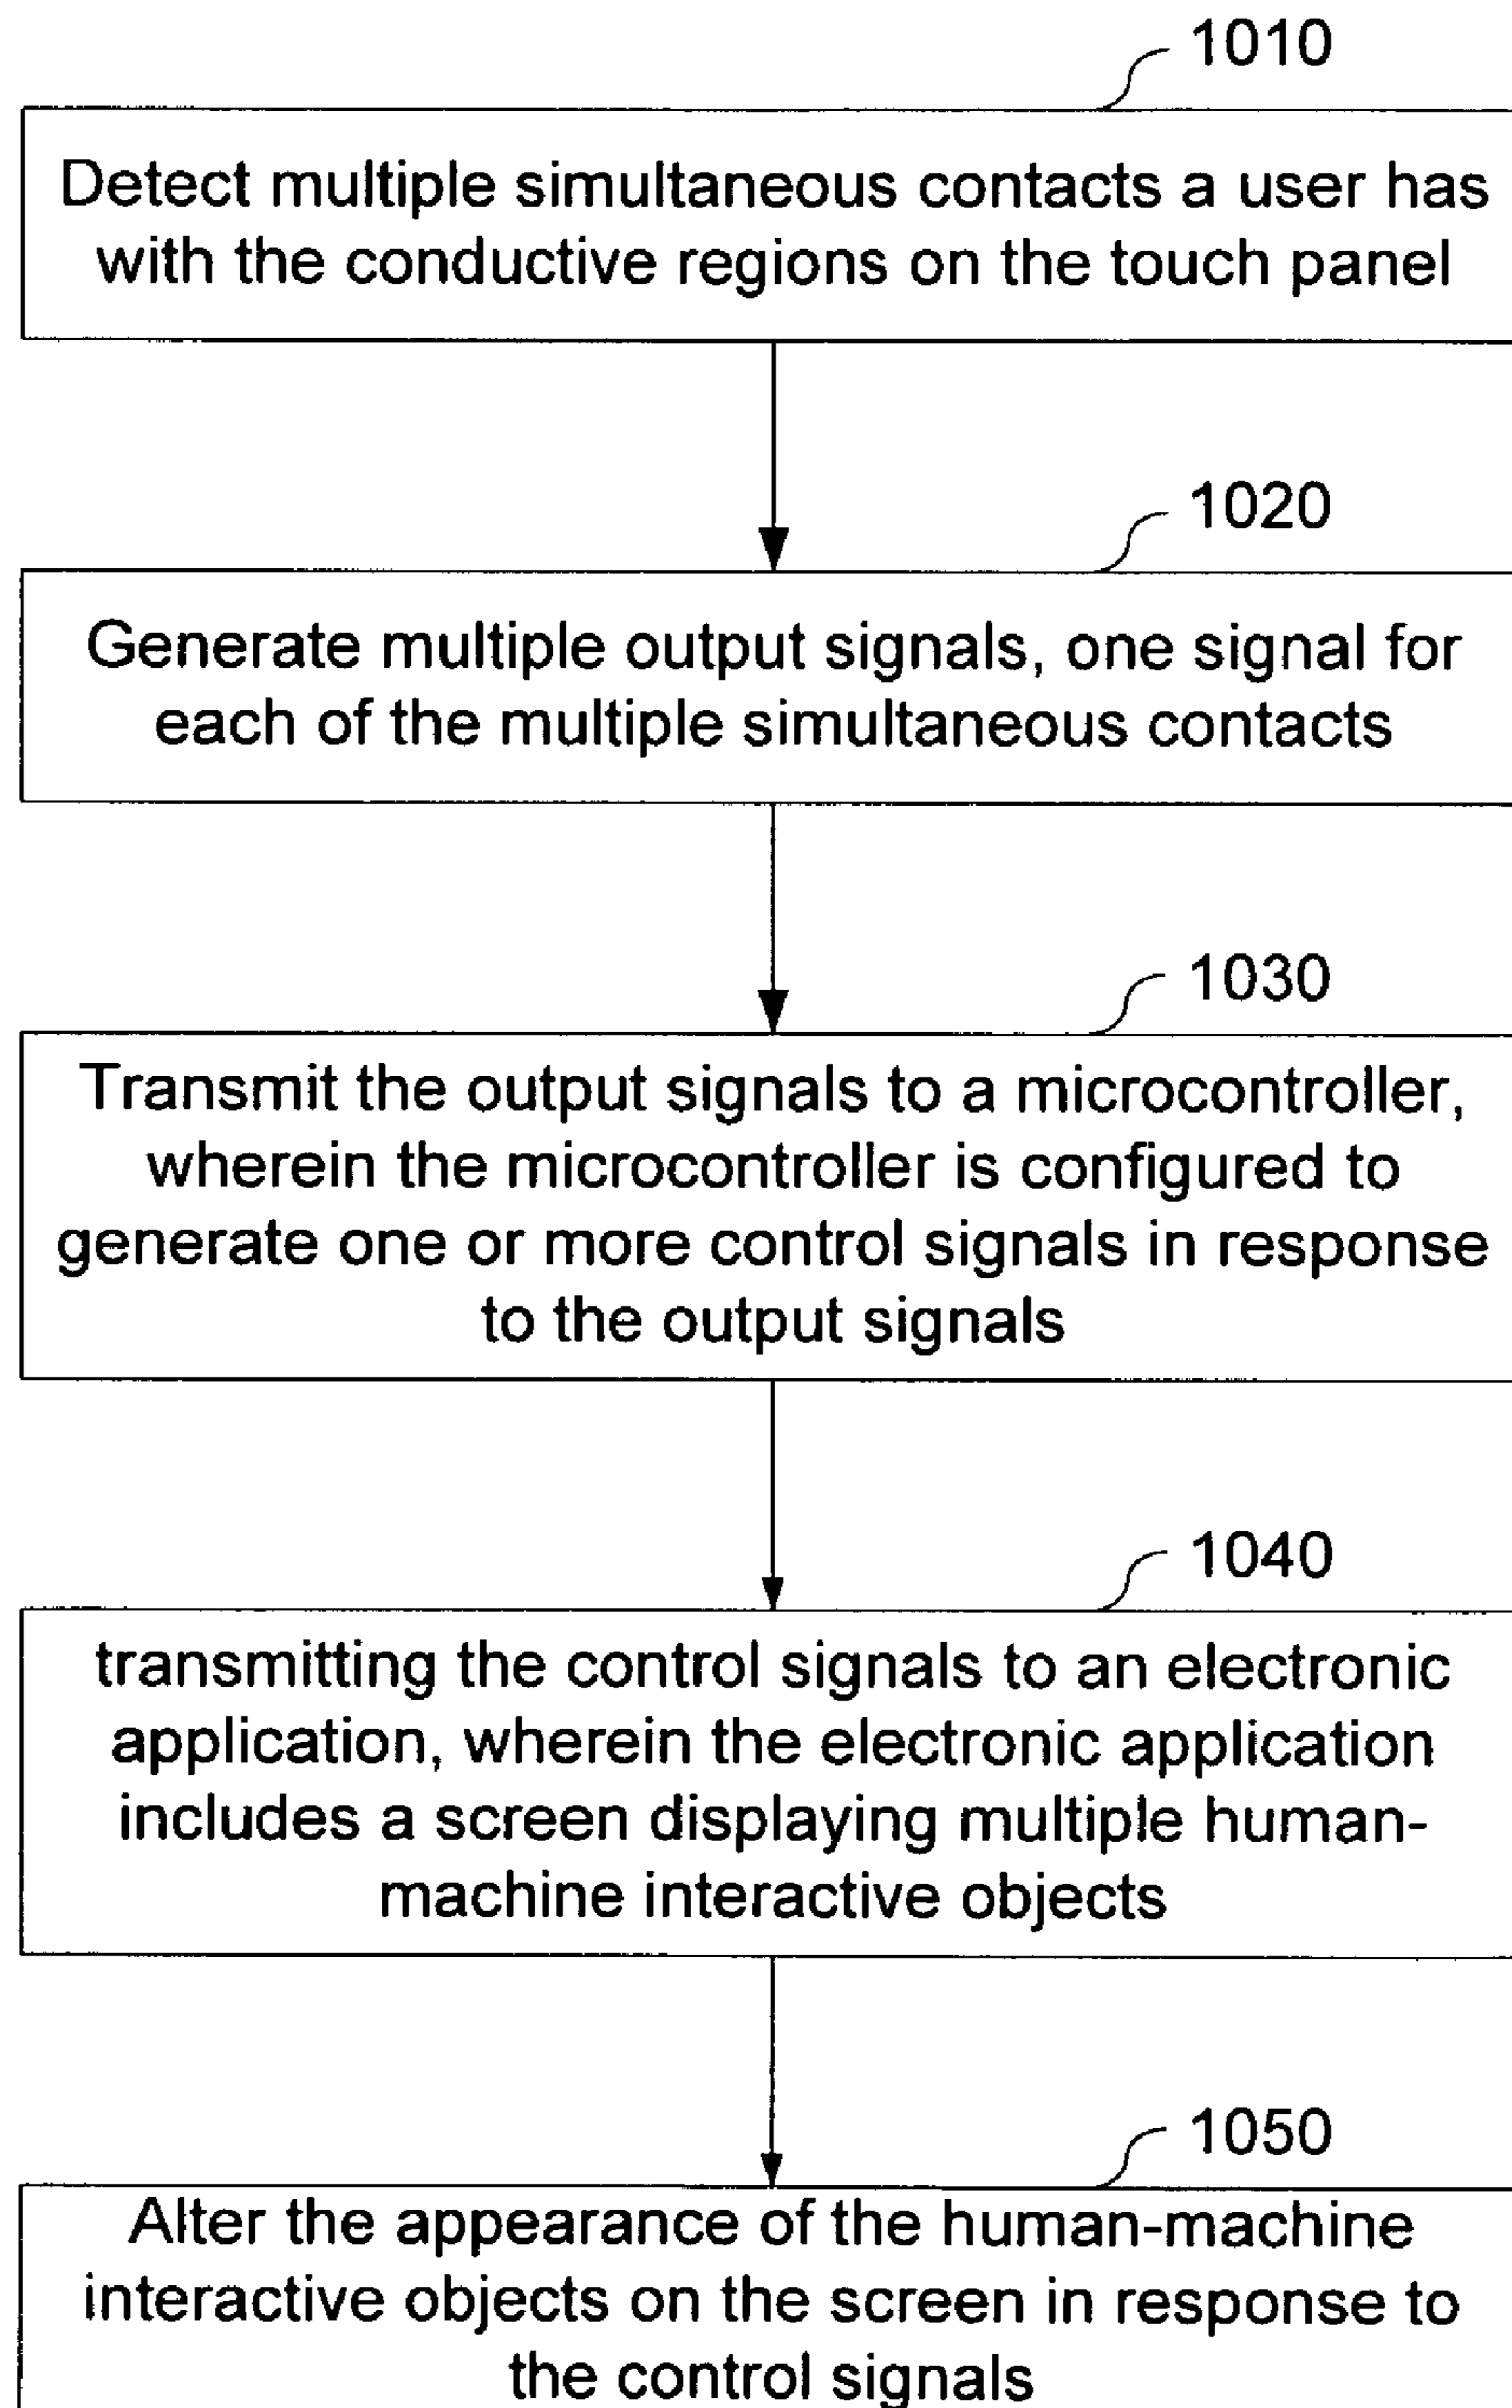 1010
Detect multiple simultaneous contacts a user has
with the conductive regions on the touch panel
1020
Generate multiple output signals, one signal for
each of the multiple simultaneous contacts
1030
Transmit the output signals to a microcontroller,
wherein the microcontroller is configured to
generate one or more control signals in response
to the output signals
1040
transmitting the control signals to an electronic
application, wherein the electronic application
includes a screen displaying multiple human-
machine interactive objects
1050
Alter the appearance of the human-machine
interactive objects on the screen in response to
the control signals